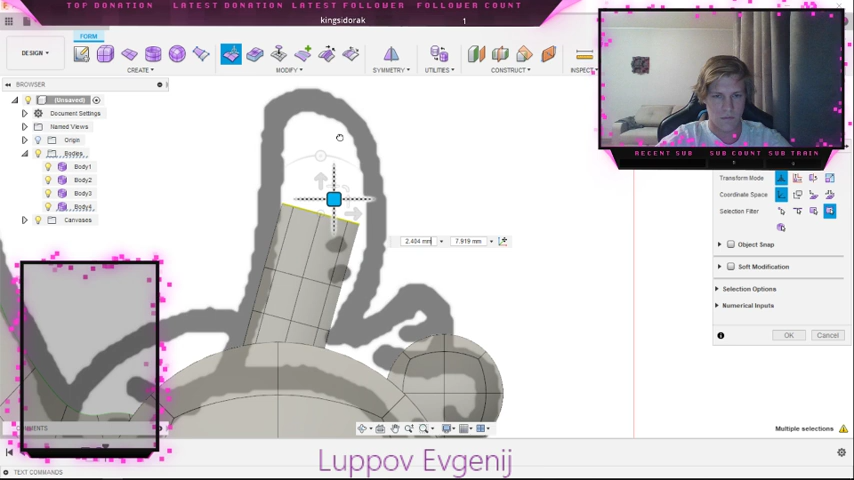 TOP DONATION LATEST DONATION LATEST FOLLOWER FOLLOWER COUNT
kingsidorak 1
FORM
DESIGN
CREATE MODIFY SYMMETRY UTILITIES CONSTRUCT INSPECT
BROWSER
(Unsaved)
Document Settings
Named Views
Origin
Bodies
Body1
Body2
Body3
Body4
Canvases
RECENT SUB SUB COUNT SUB TRAIN
Transform Mode
Coordinate Space
Selection Filter
2.404 mm 7.919 mm
Object Snap
Soft Modification
Selection Options
Numerical Inputs
OK Cancel
Multiple selections
TEXT COMMANDS
Luppov Evgenij